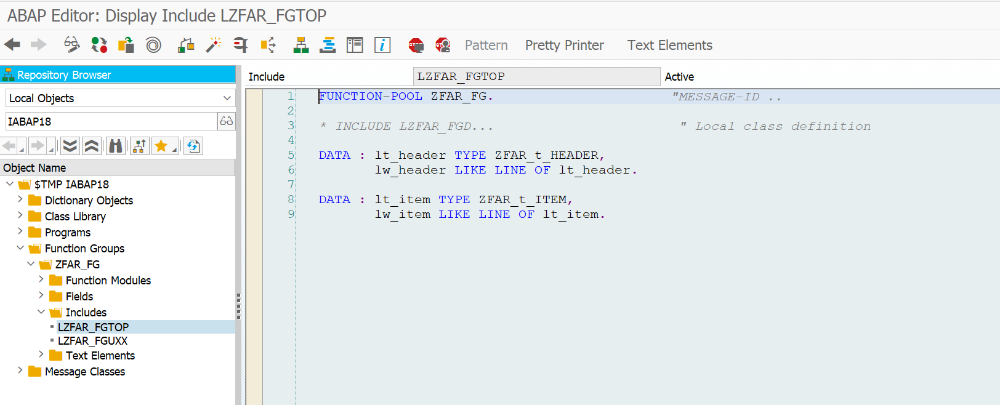 ABAP Editor: Display Include LZFAR_FGTOP
Pattern Pretty Printer Text Elements
Repository Browser
Local Objects
IABAP18
Object Name
$TMP IABAP18
Dictionary Objects
Class Library
Programs
Function Groups
ZFAR_FG
Function Modules
Fields
Includes
LZFAR_FGTOP
LZFAR_FGUXX
Text Elements
Message Classes
Include LZFAR_FGTOP Active
1 FUNCTION-POOL ZFAR_FG. "MESSAGE-ID ..
2
3 * INCLUDE LZFAR_FGD... " Local class definition
4
5 DATA : lt_header TYPE ZFAR_t_HEADER,
6 lw_header LIKE LINE OF lt_header.
7
8 DATA : lt_item TYPE ZFAR_t_ITEM,
9 lw_item LIKE LINE OF lt_item.